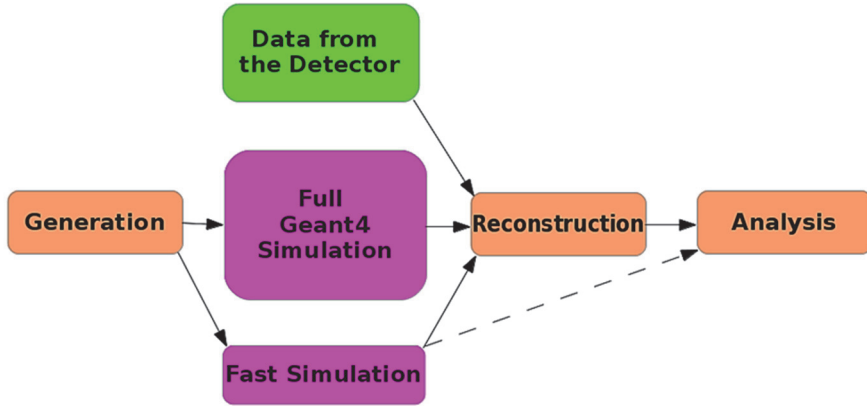 Data from
the Detector
Generation
Full
Geant4
Simulation
Reconstruction
Analysis
Fast Simulation